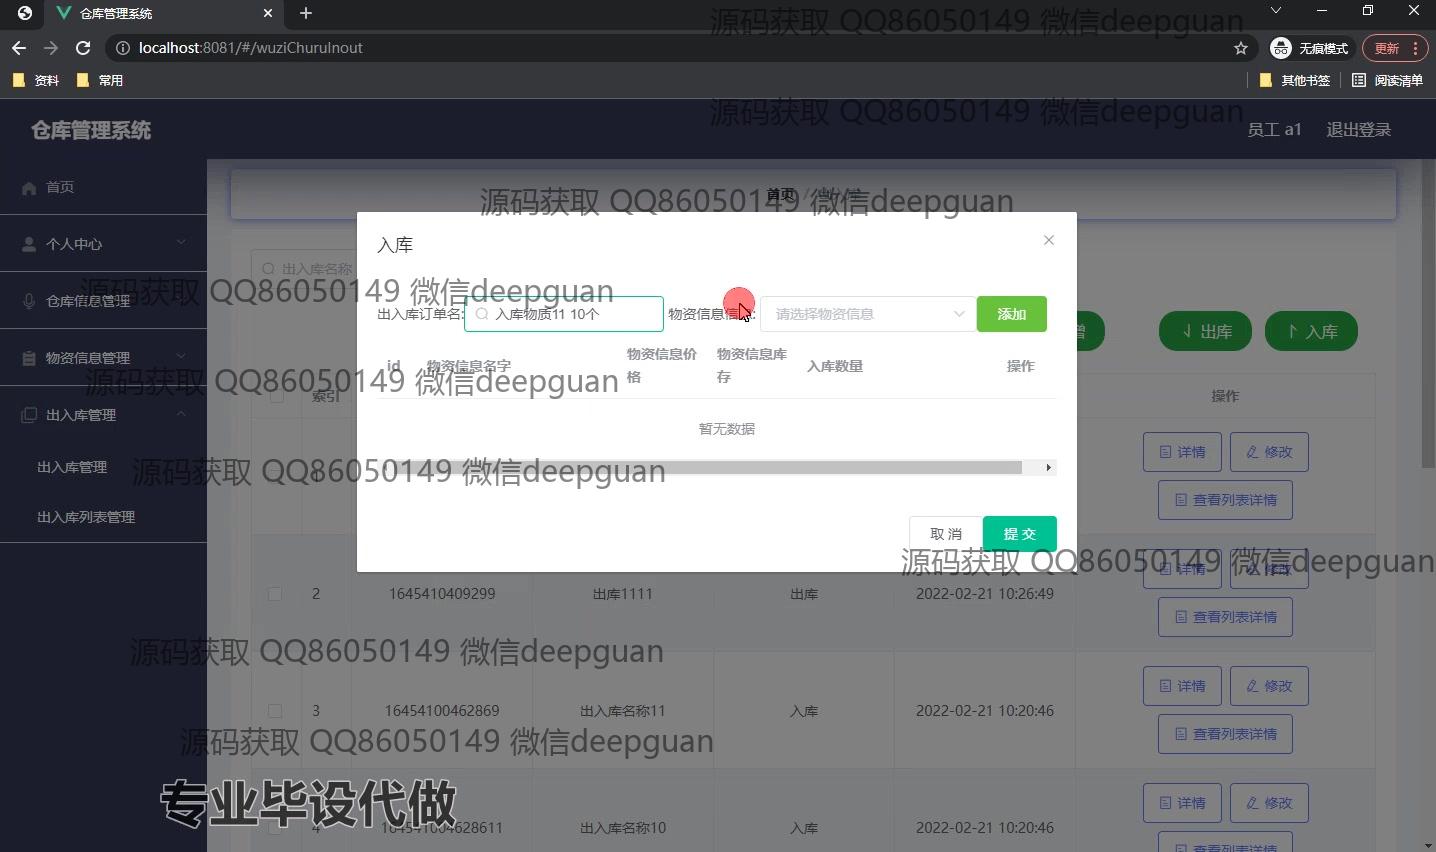 仓库管理系统
localhost:8081/#/wuziChuruInout
无痕模式
更新
资料
常用
其他书签
阅读清单
源码获取 QQ86050149 微信deepguan
源码获取 QQ86050149 微信deepguan
仓库管理系统
员工 a1
退出登录
首页
首页 /
源码获取 QQ86050149 微信deepguan
个人中心
入库
出入库名称
源码获取 QQ86050149 微信deepguan
仓库信息管理
出入库订单名:
入库物质11 10个
物资信息
请选择物资信息
添加
增
出库
入库
物资信息管理
id
物资信息名字
物资信息价格
物资信息库存
入库数量
操作
源码获取 QQ86050149 微信deepguan
索引
操作
出入库管理
暂无数据
详情
修改
出入库管理
源码获取 QQ86050149 微信deepguan
查看列表详情
出入库列表管理
取 消
提 交
源码获取 QQ86050149 微信deepguan
详情
修改
2
1645410409299
出库1111
出库
2022-02-21 10:26:49
查看列表详情
源码获取 QQ86050149 微信deepguan
详情
修改
3
16454100462869
出入库名称11
入库
2022-02-21 10:20:46
查看列表详情
源码获取 QQ86050149 微信deepguan
专业毕设代做
详情
修改
4
164541004628611
出入库名称10
入库
2022-02-21 10:20:46
查看列表详情